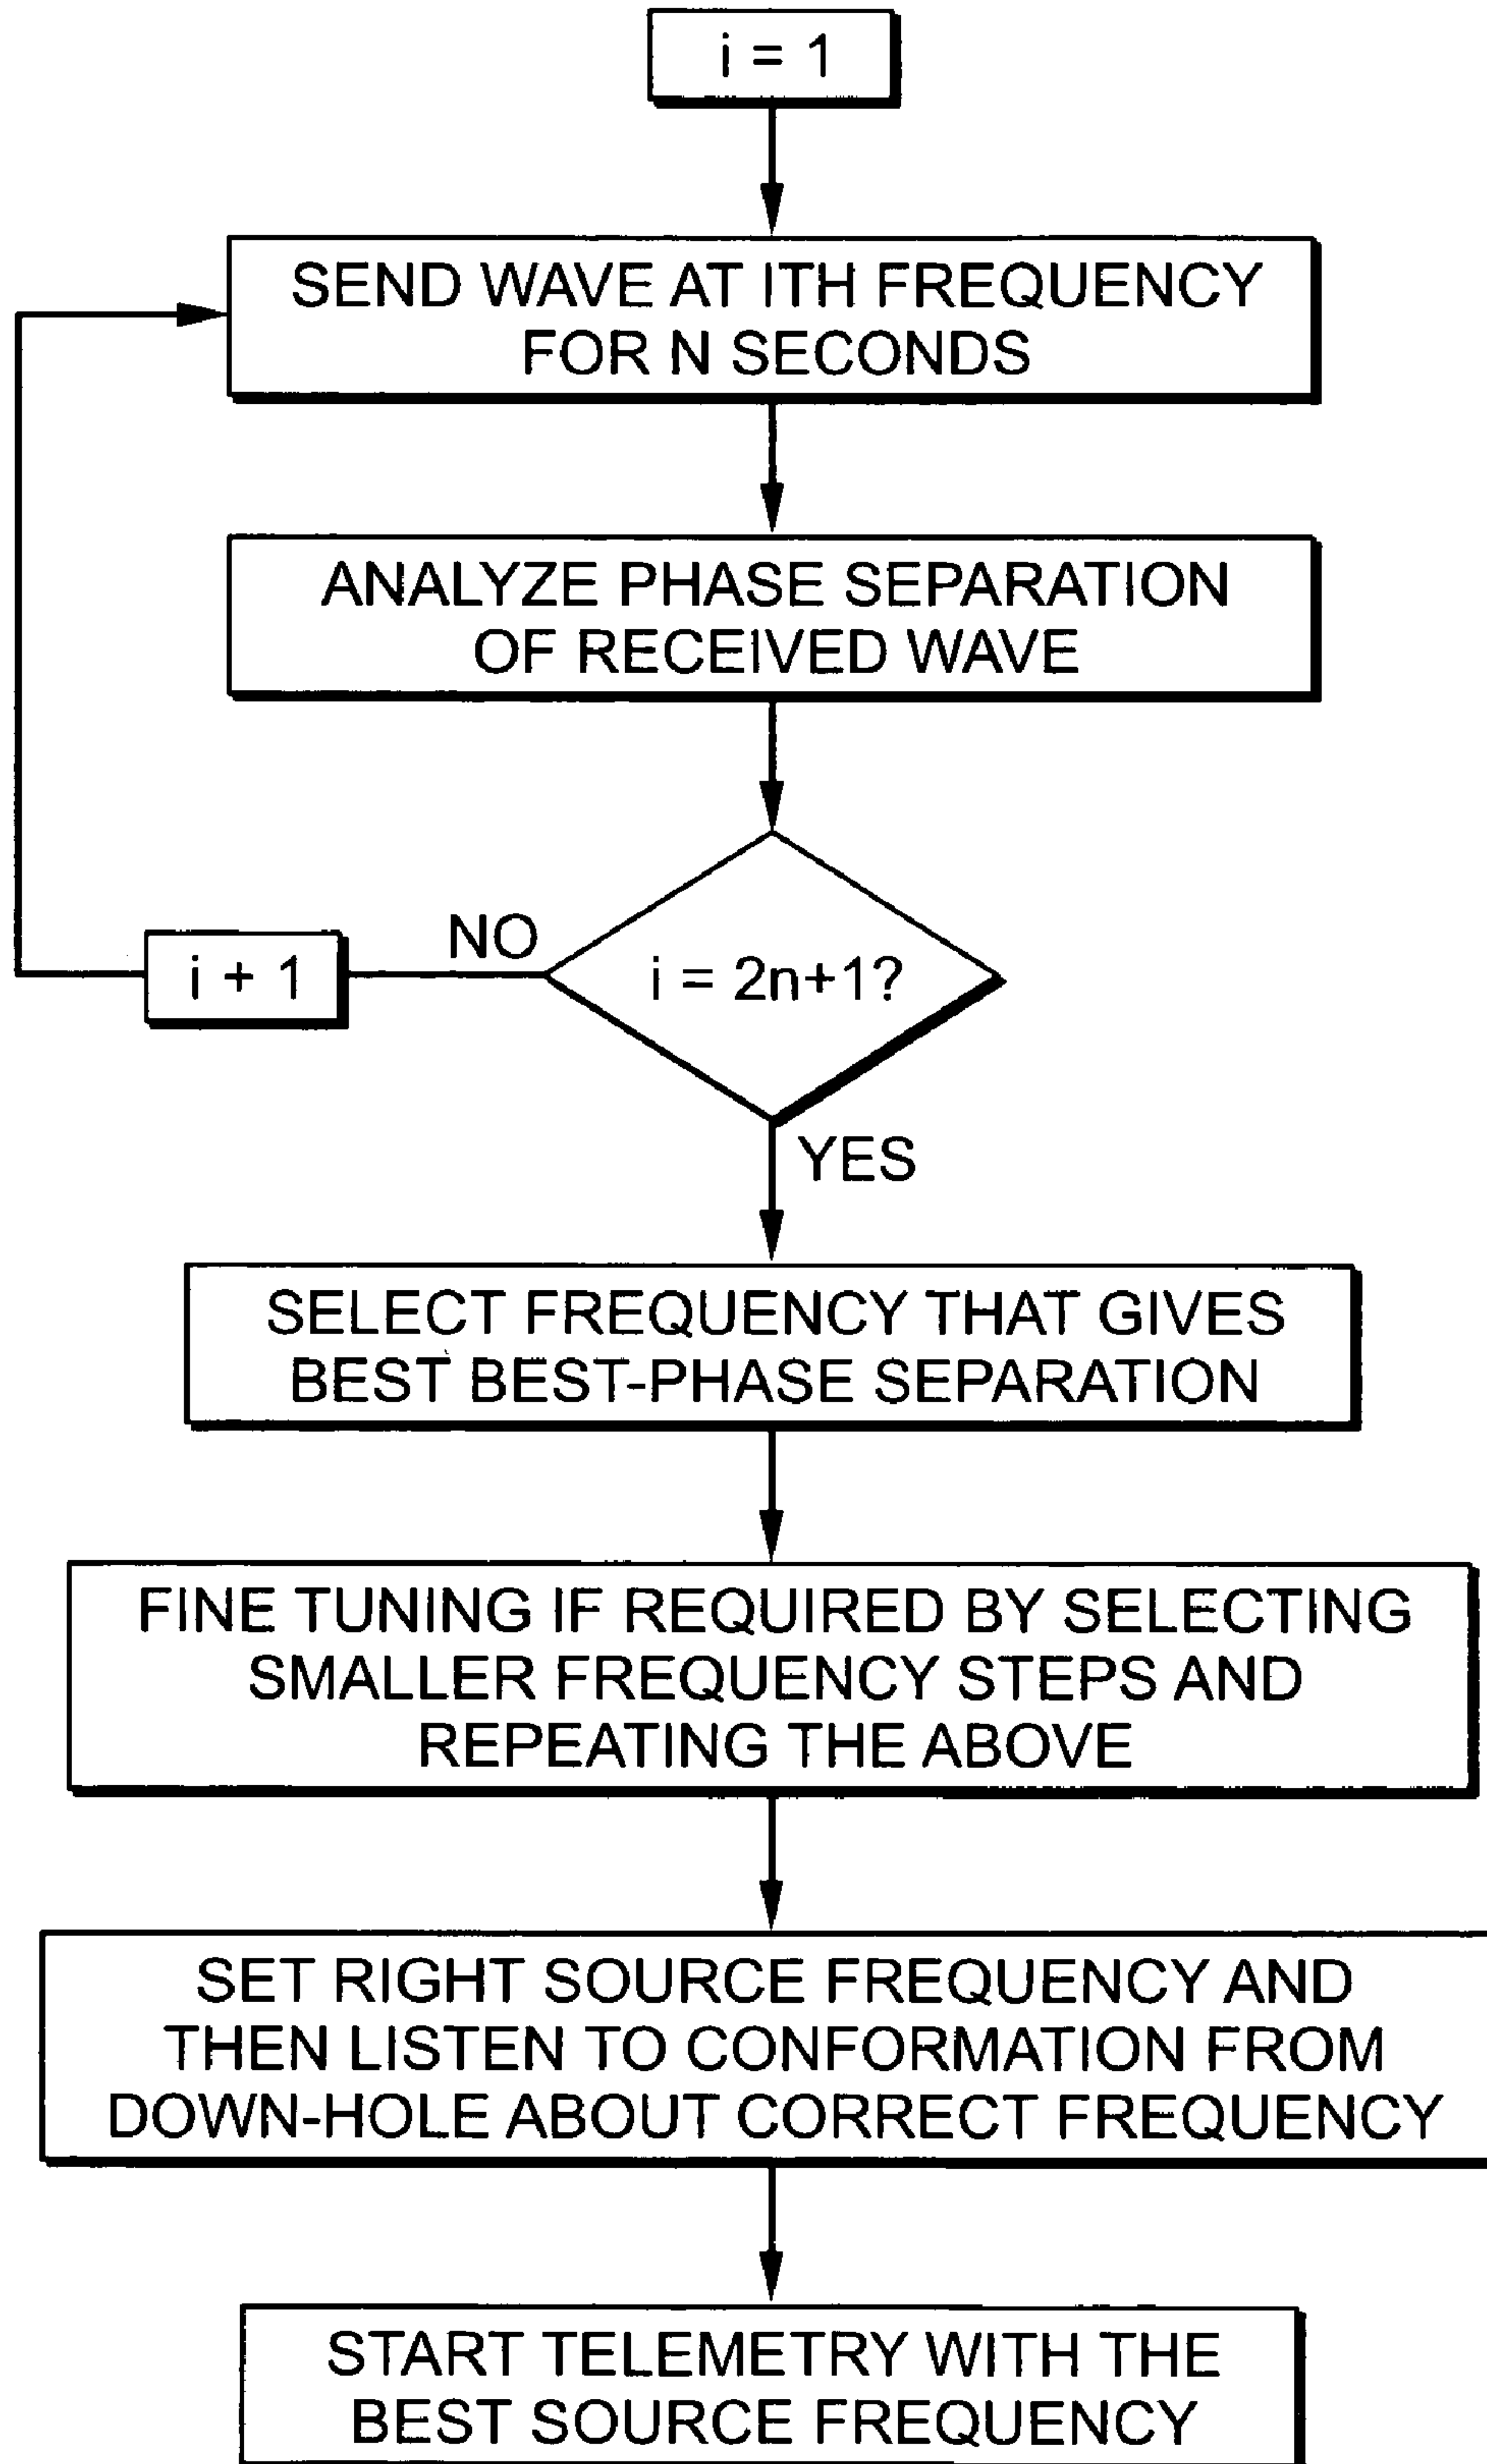 i = 1
SEND WAVE AT ITH FREQUENCY
FOR N SECONDS
ANALYZE PHASE SEPARATION
OF RECEIVED WAVE
NO
i + 1
i = 2n+1?
YES
SELECT FREQUENCY THAT GIVES
BEST BEST-PHASE SEPARATION
FINE TUNING IF REQUIRED BY SELECTING
SMALLER FREQUENCY STEPS AND
REPEATING THE ABOVE
SET RIGHT SOURCE FREQUENCY AND
THEN LISTEN TO CONFORMATION FROM
DOWN-HOLE ABOUT CORRECT FREQUENCY
START TELEMETRY WITH THE
BEST SOURCE FREQUENCY